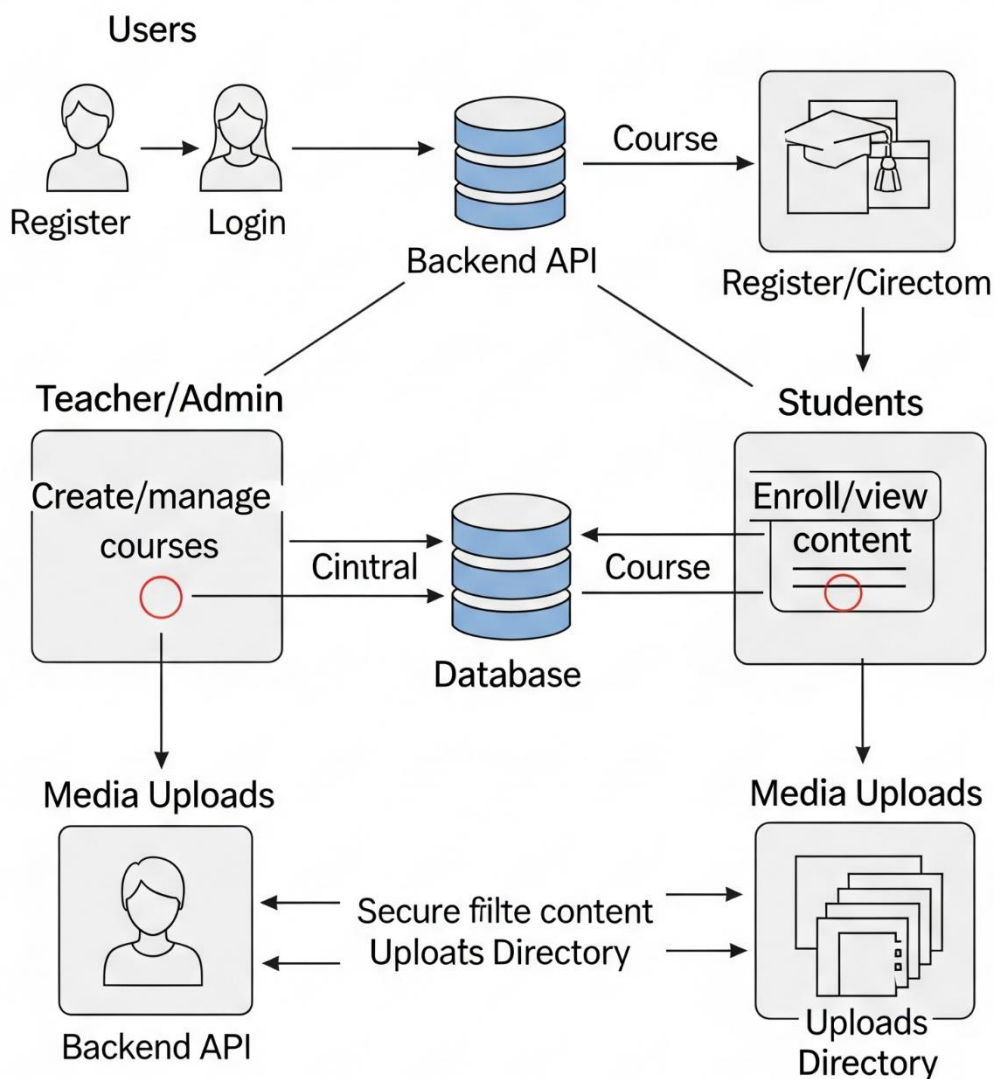 Users
Register
Login
Backend API
Course
Register/Cirectom
Teacher/Admin
Create/manage
courses
Cintral
Database
Course
Students
Enroll/view
content
Media Uploads
Backend API
Secure friilte content
Uploats Directory
Media Uploads
Uploads
Directory